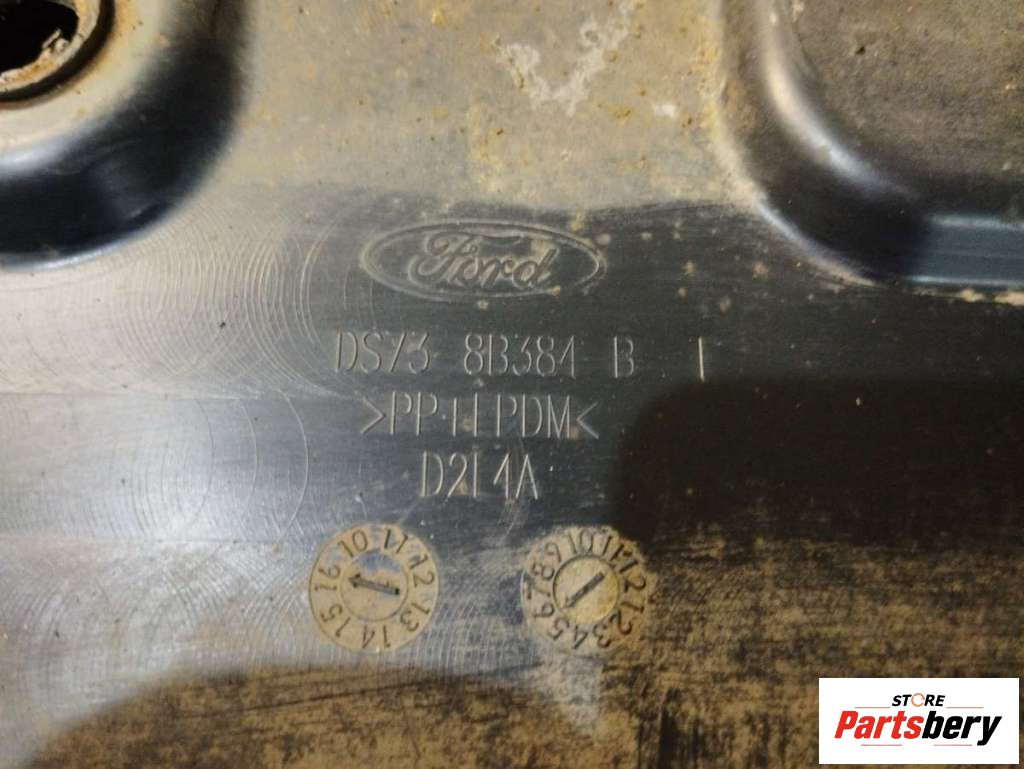 Ford
DS73 8B384 B
>PP+EPDM<
D2L4A
10 11 12 13 14 15 16
1 2 3 4 5 6 7 8 9 10 11 12
STORE
Partsbery